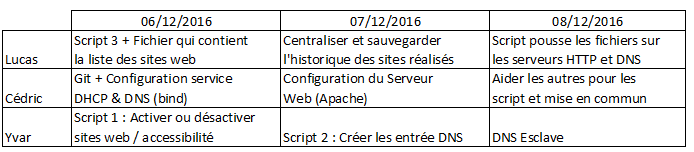 06/12/2016 07/12/2016 08/12/2016
Script 3 + Fichier qui contient Centraliser et sauvegarder Script pousse les fichiers sur
Lucas la liste des sites web l'historique des sites réalisés les serveurs HTTP et DNS
Git + Configuration service Configuration du Serveur Aider les autres pour les
Cédric DHCP & DNS (bind) Web (Apache) script et mise en commun
Script 1 : Activer ou désactiver
Yvar sites web / accessibilité Script 2 : Créer les entrée DNS DNS Esclave